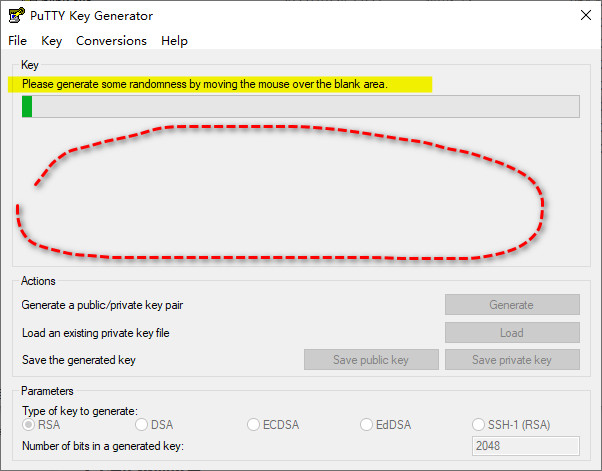 PuTTY Key Generator
File Key Conversions Help
Key
Please generate some randomness by moving the mouse over the blank area.
Actions
Generate a public/private key pair
Generate
Load an existing private key file
Load
Save the generated key
Save public key
Save private key
Parameters
Type of key to generate:
RSA
DSA
ECDSA
EdDSA
SSH-1 (RSA)
Number of bits in a generated key:
2048